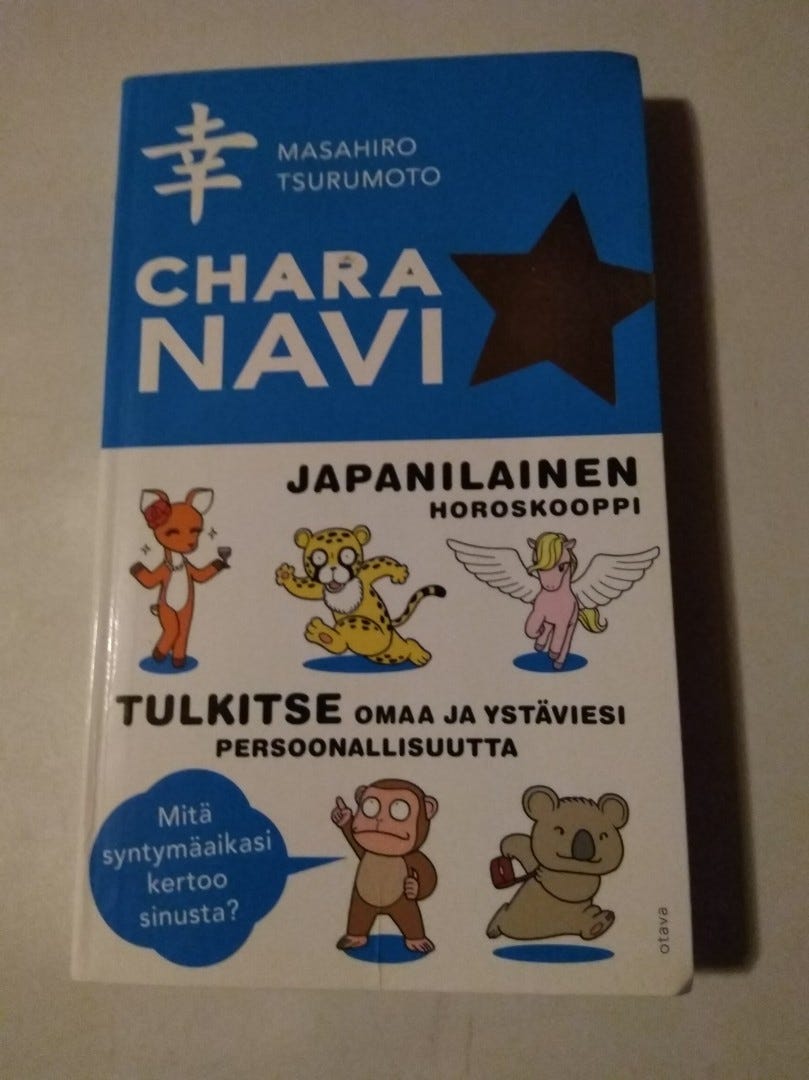 幸
MASAHIRO
TSURUMOTO
CHARA
NAVI
JAPANILAINEN
HOROSKOOPPI
TULKITSE OMAA JA YSTÄVIESI
PERSOONALLISUUTTA
Mitä
syntymäaikasi
kertoo
sinusta?
otava